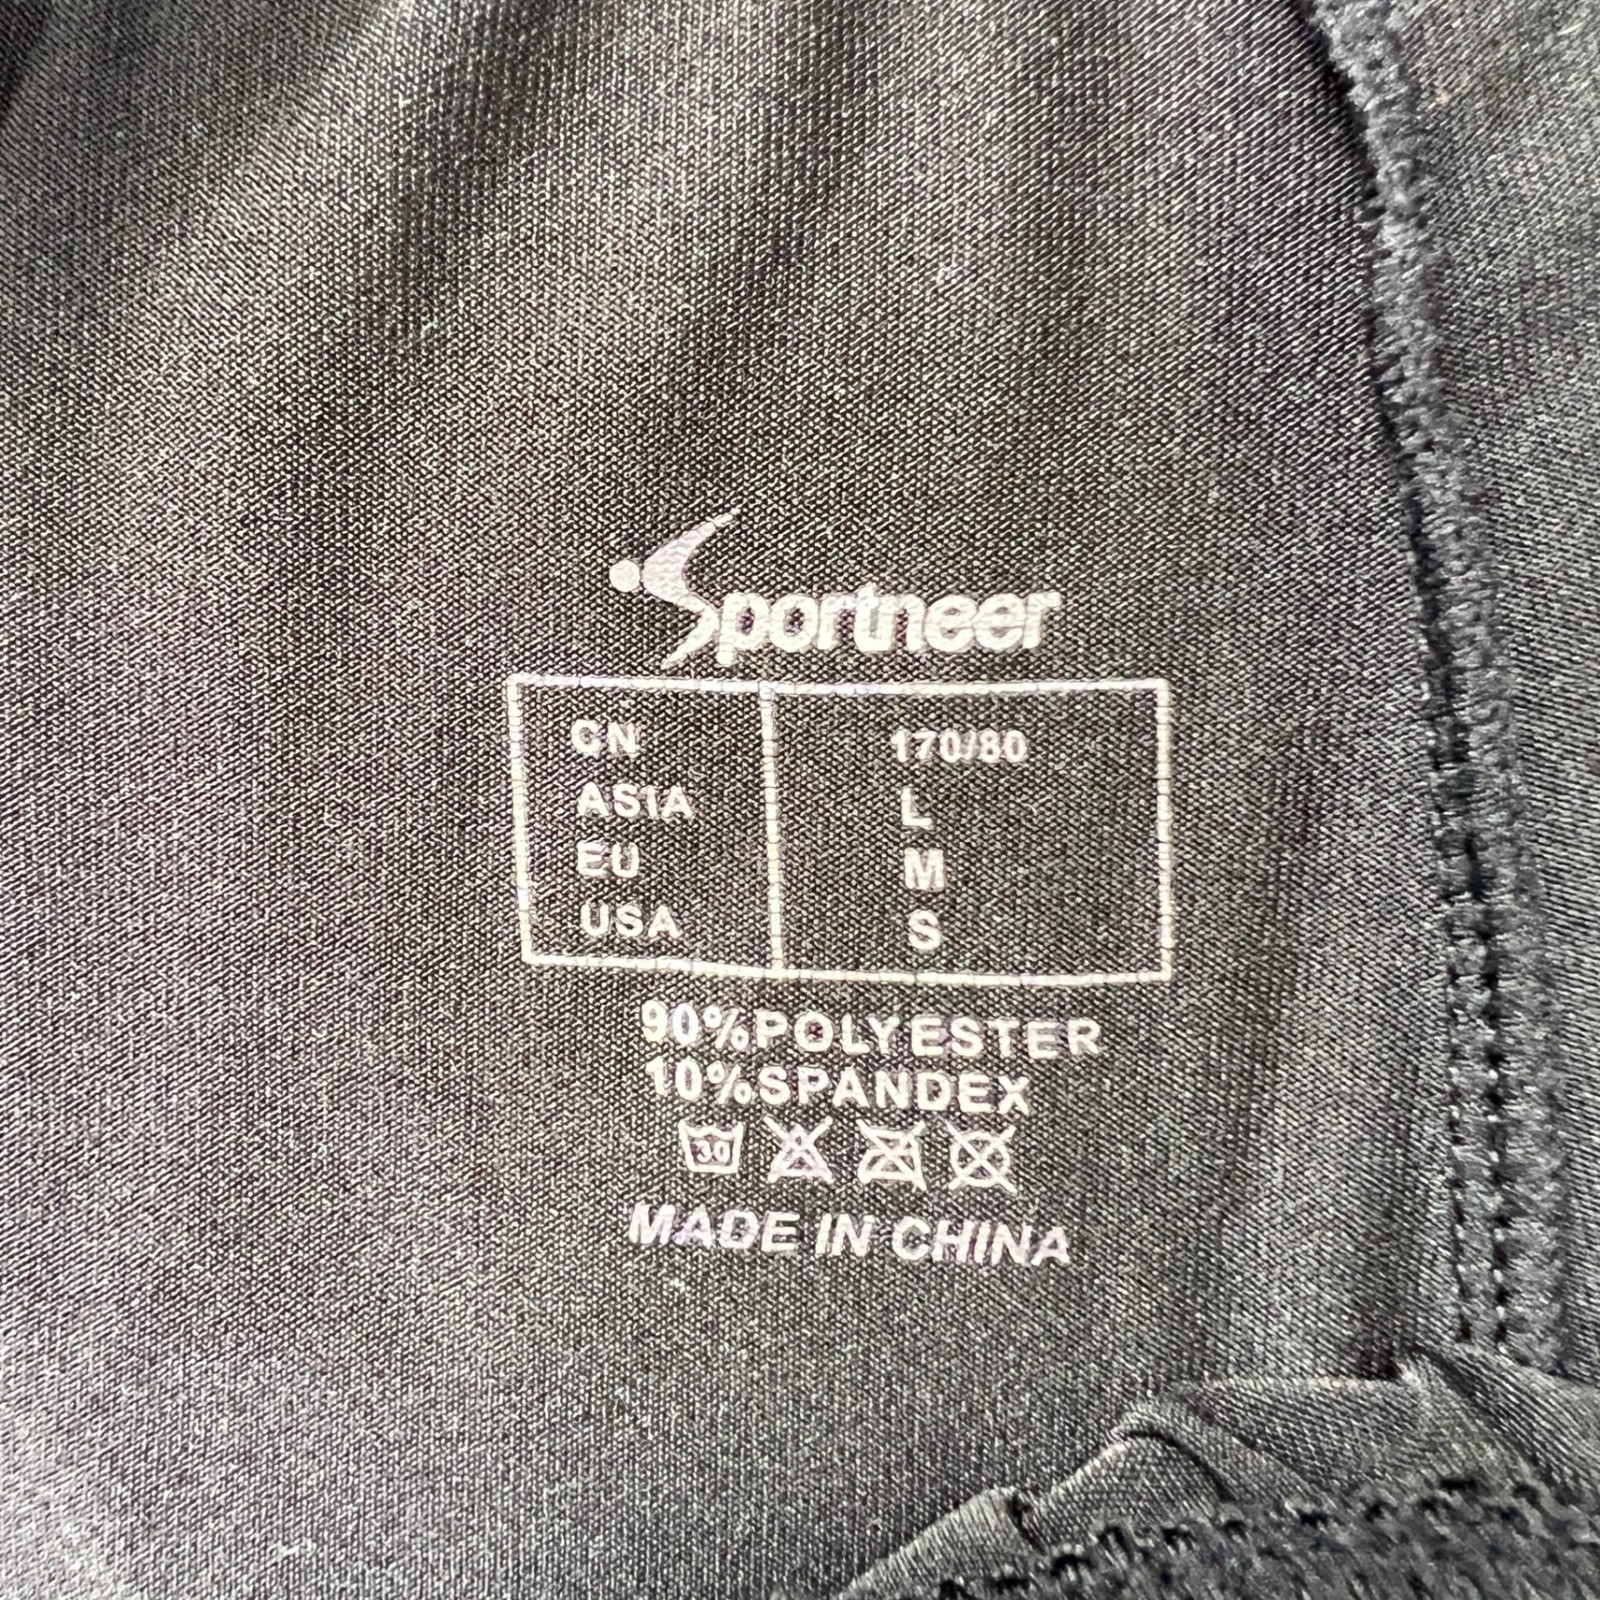 Sportneer
CN 170/80
ASIA L
EU M
USA S
90%POLYESTER
10%SPANDEX
30
MADE IN CHINA